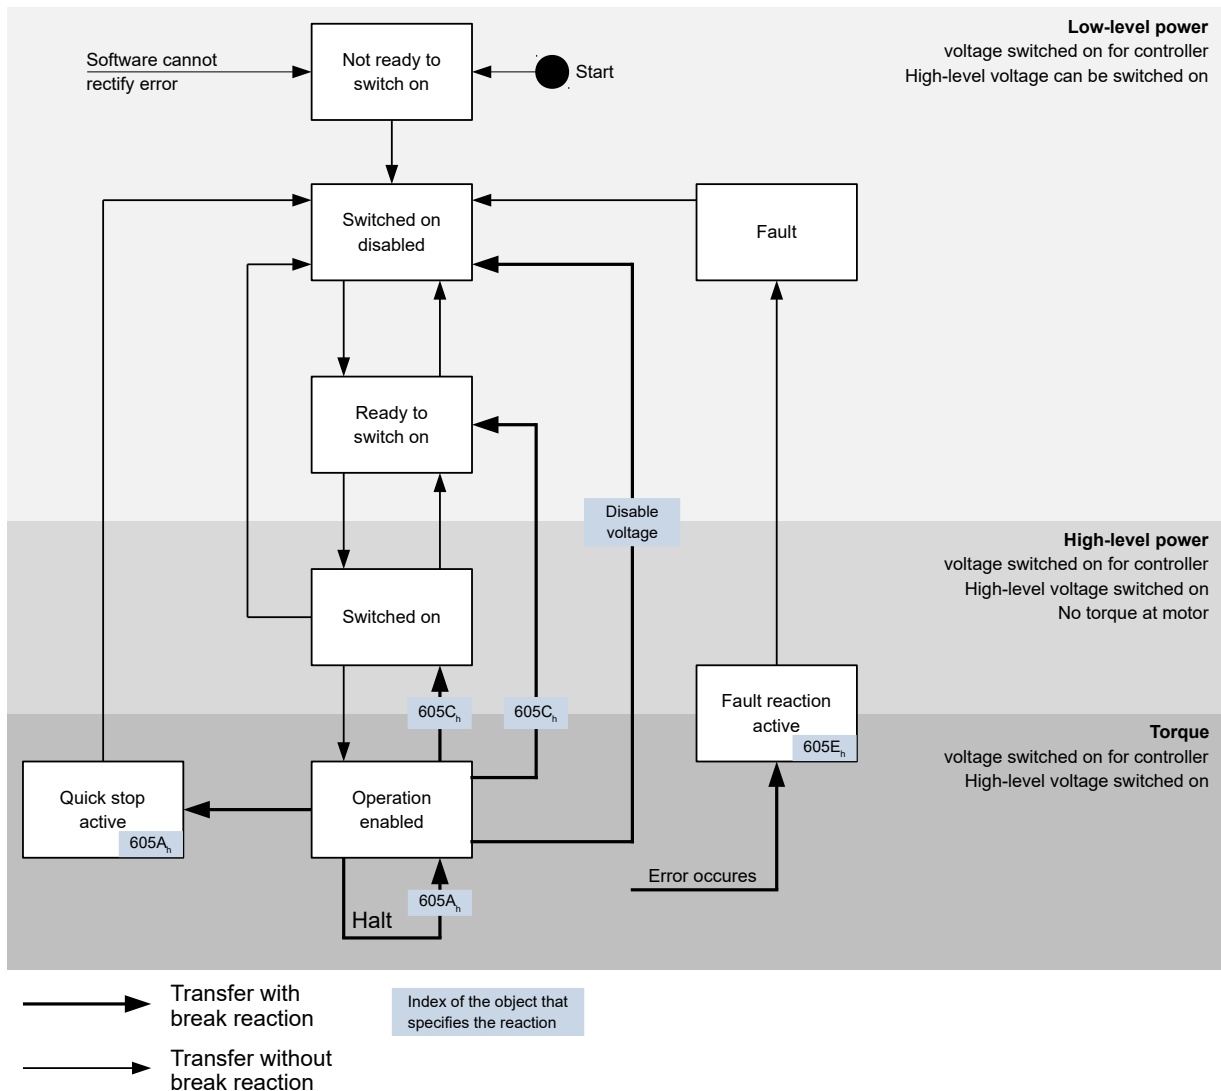 Low-level power
voltage switched on for controller
High-level voltage can be switched on
Software cannot
rectify error
Not ready to
switch on
Start
Switched on
disabled
Fault
Ready to
switch on
Disable
voltage
High-level power
voltage switched on for controller
High-level voltage switched on
No torque at motor
Switched on
605Ch
605Ch
Fault reaction
active
605Eh
Torque
voltage switched on for controller
High-level voltage switched on
Quick stop
active
605Ah
Operation
enabled
Error occures
605Ah
Halt
Transfer with
break reaction
Index of the object that
specifies the reaction
Transfer without
break reaction